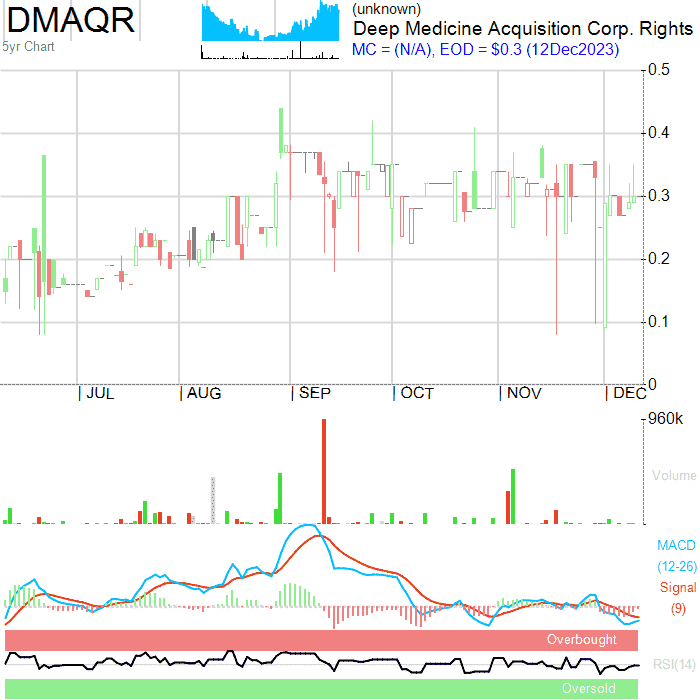 DMAQR
5yr Chart
(unknown)
Deep Medicine Acquisition Corp. Rights
MC = (N/A), EOD = $0.3 (12Dec2023)
0.5
0.4
0.3
0.2
0.1
0
| JUL | AUG | SEP | OCT | NOV | DEC
960k
Volume
MACD
(12-26)
Signal
(9)
Overbought
RSI(14)
Oversold